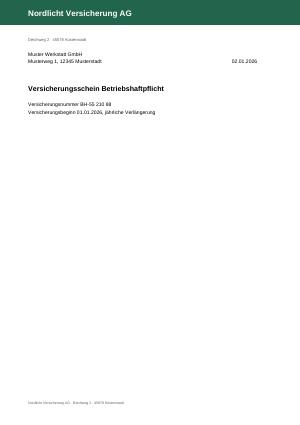 Nordlicht Versicherung AG
Deichweg 2 · 45678 Küstenstadt
Muster Werkstatt GmbH
Musterweg 1, 12345 Musterstadt
02.01.2026
Versicherungsschein Betriebshaftpflicht
Versicherungsnummer BH-55 210 88
Versicherungsbeginn 01.01.2026, jährliche Verlängerung
Nordlicht Versicherung AG · Deichweg 2 · 45678 Küstenstadt